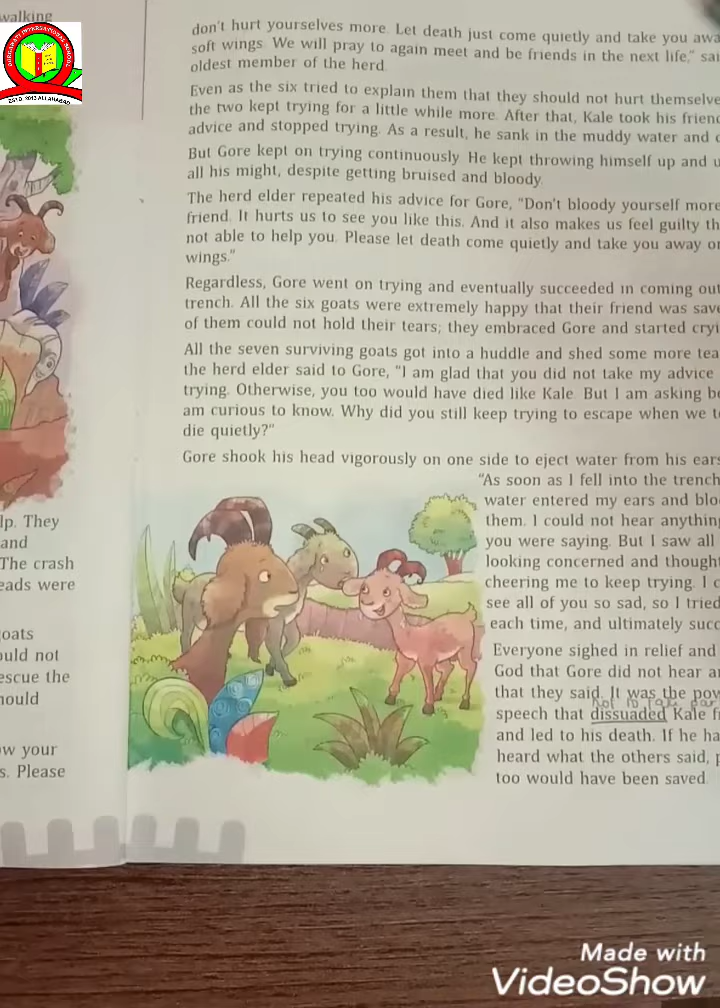 walking
DURGAWATI INTERNATIONAL SCHOOL
ESTD. 2013 ALLAHABAD
lp. They
and
The crash
eads were
oats
ould not
escue the
hould
w your
s. Please
don't hurt yourselves more. Let death just come quietly and take you awa
soft wings. We will pray to again meet and be friends in the next life," sai
oldest member of the herd.
Even as the six tried to explain them that they should not hurt themselve
the two kept trying for a little while more. After that, Kale took his frien
advice and stopped trying. As a result, he sank in the muddy water and
But Gore kept on trying continuously. He kept throwing himself up and u
all his might, despite getting bruised and bloody.
The herd elder repeated his advice for Gore, "Don't bloody yourself more
friend. It hurts us to see you like this. And it also makes us feel guilty th
not able to help you. Please let death come quietly and take you away o
wings."
Regardless, Gore went on trying and eventually succeeded in coming out
trench. All the six goats were extremely happy that their friend was save
of them could not hold their tears; they embraced Gore and started cryi
All the seven surviving goats got into a huddle and shed some more tea
the herd elder said to Gore, "I am glad that you did not take my advice
trying. Otherwise, you too would have died like Kale. But I am asking be
am curious to know. Why did you still keep trying to escape when we t
die quietly?"
Gore shook his head vigorously on one side to eject water from his ears
"As soon as I fell into the trench
water entered my ears and blo
them. I could not hear anythin
you were saying. But I saw all
looking concerned and thought
cheering me to keep trying. I c
see all of you so sad, so I tried
each time, and ultimately succ
Everyone sighed in relief and
God that Gore did not hear a
that they said. It was the pow
Not to take par
speech that dissuaded Kale f
and led to his death. If he ha
heard what the others said, p
too would have been saved.
Made with
VideoShow